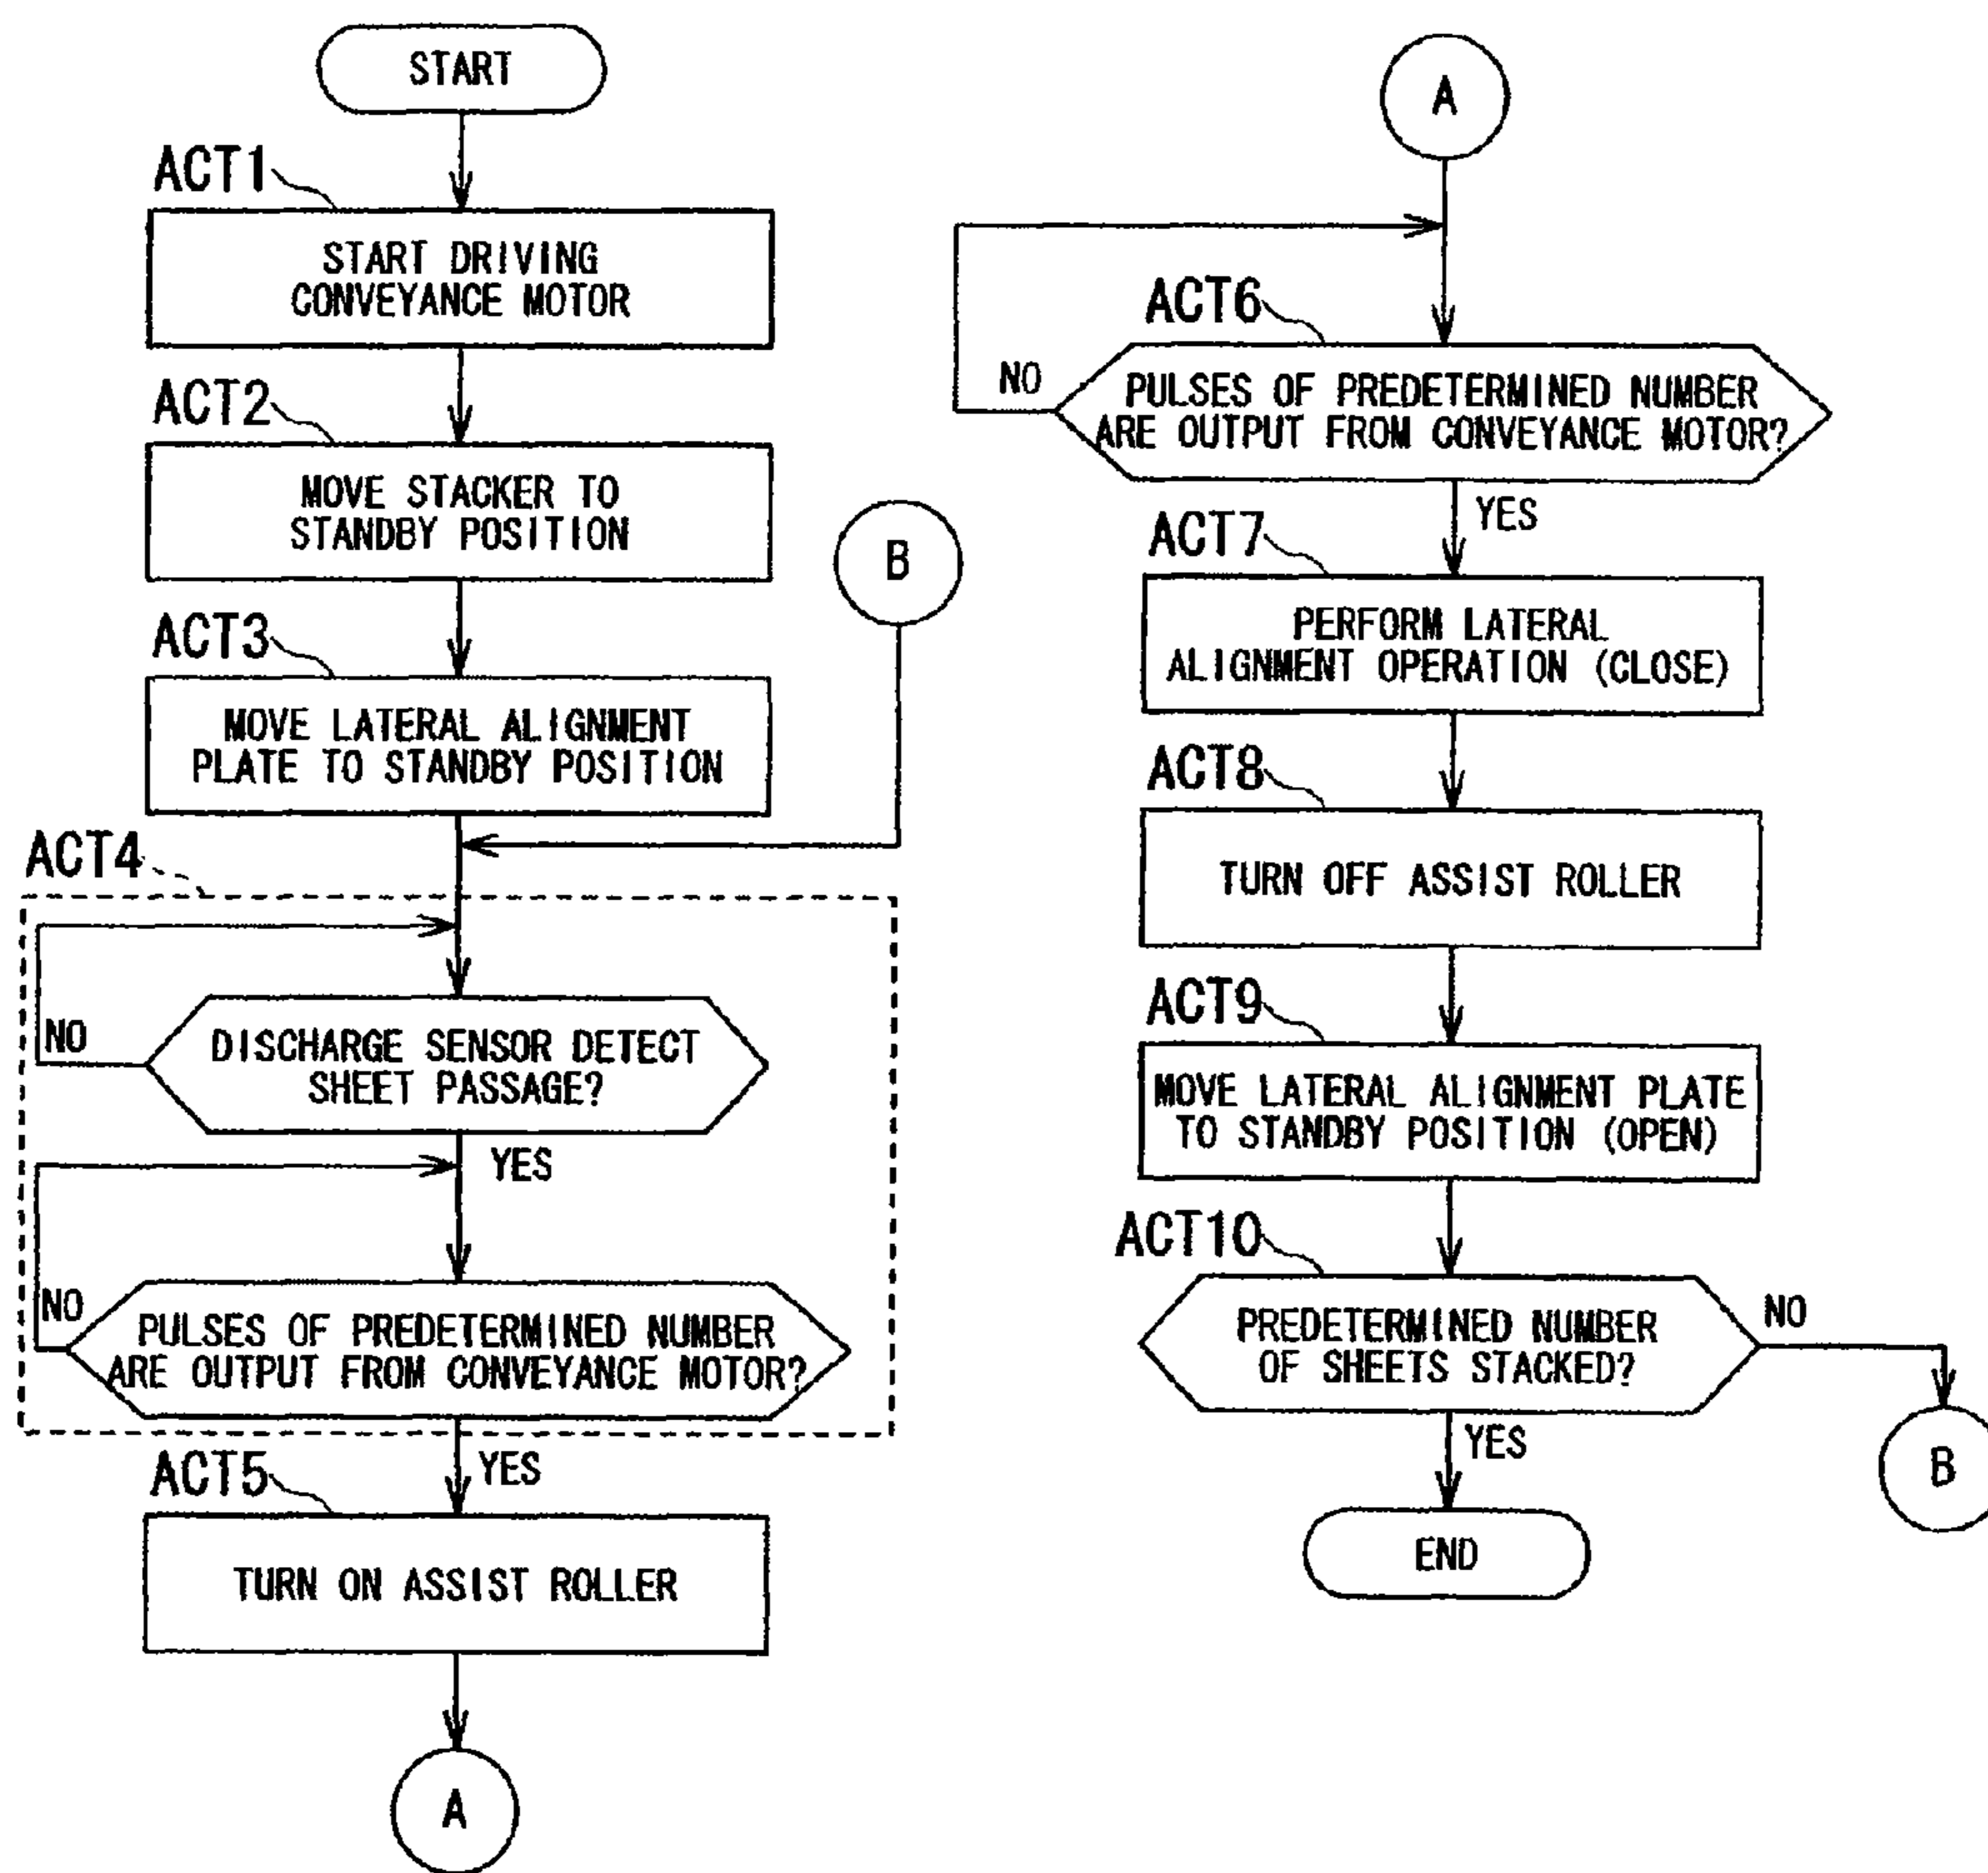 START
ACT1
START DRIVING
CONVEYANCE MOTOR
ACT2
MOVE STACKER TO
STANDBY POSITION
ACT3
MOVE LATERAL ALIGNMENT
PLATE TO STANDBY POSITION
B
ACT4
NO
DISCHARGE SENSOR DETECT
SHEET PASSAGE?
YES
NO
PULSES OF PREDETERMINED NUMBER
ARE OUTPUT FROM CONVEYANCE MOTOR?
YES
ACT5
TURN ON ASSIST ROLLER
A
A
ACT6
NO
PULSES OF PREDETERMINED NUMBER
ARE OUTPUT FROM CONVEYANCE MOTOR?
YES
ACT7
PERFORM LATERAL
ALIGNMENT OPERATION (CLOSE)
ACT8
TURN OFF ASSIST ROLLER
ACT9
MOVE LATERAL ALIGNMENT PLATE
TO STANDBY POSITION (OPEN)
ACT10
PREDETERMINED NUMBER
OF SHEETS STACKED?
NO
YES
B
END